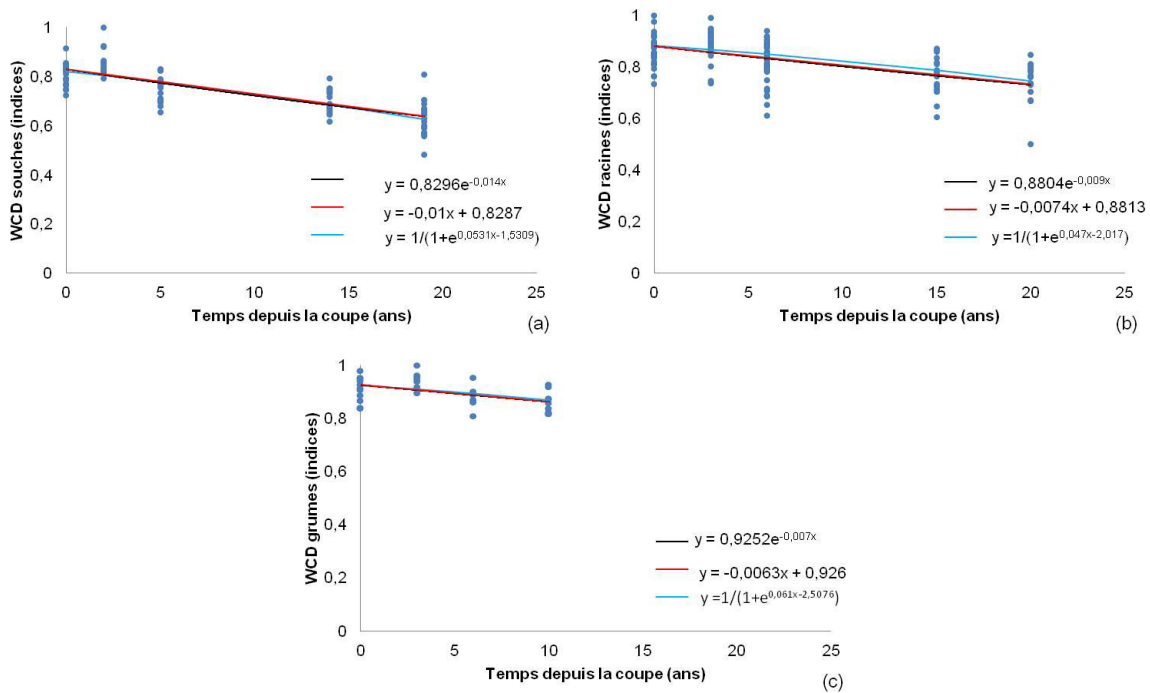 WCD souches (indices)
1
0,8
0,6
0,4
0,2
0
y = 0,8296e-0,014x
y = -0,01x + 0,8287
y = 1/(1+e0,0531x-1,5309)
0 5 10 15 20 25
Temps depuis la coupe (ans)
(a)
WCD racines (indices)
1
0,8
0,6
0,4
0,2
0
y = 0,8804e-0,009x
y = -0,0074x + 0,8813
y =1/(1+e0,047x-2,017)
0 5 10 15 20 25
Temps depuis la coupe (ans)
(b)
WCD grumes (indices)
1
0,8
0,6
0,4
0,2
0
y = 0,9252e-0,007x
y = -0,0063x + 0,926
y =1/(1+e0,061x-2,5076)
0 5 10 15 20 25
Temps depuis la coupe (ans)
(c)